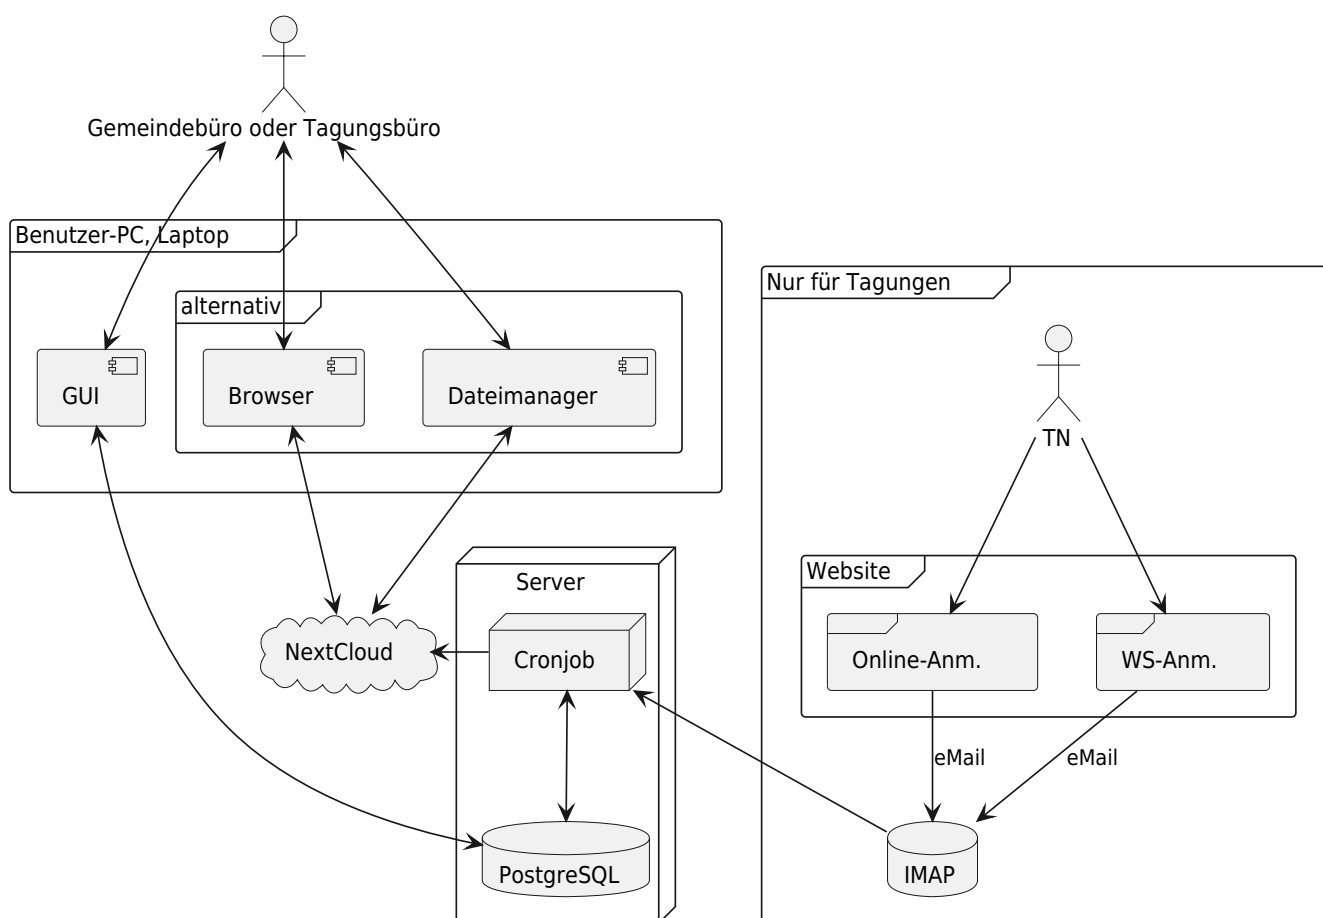 Gemeindebüro oder Tagungsbüro
Benutzer-PC, Laptop
Nur für Tagungen
alternativ
GUI
Browser
Dateimanager
TN
Website
Server
NextCloud
Cronjob
Online-Anm.
WS-Anm.
eMail
eMail
PostgreSQL
IMAP